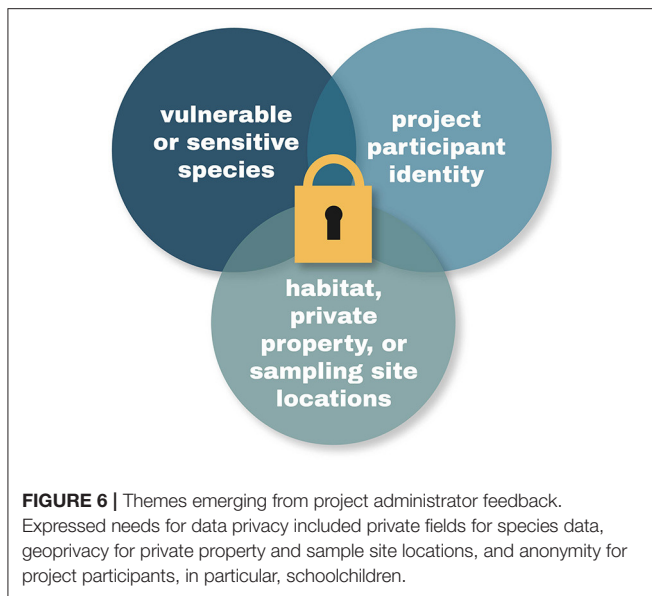 vulnerable
or sensitive
species
project
participant
identity
habitat,
private
property, or
sampling site
locations
FIGURE 6 | Themes emerging from project administrator feedback.
Expressed needs for data privacy included private fields for species data,
geoprivacy for private property and sample site locations, and anonymity for
project participants, in particular, schoolchildren.